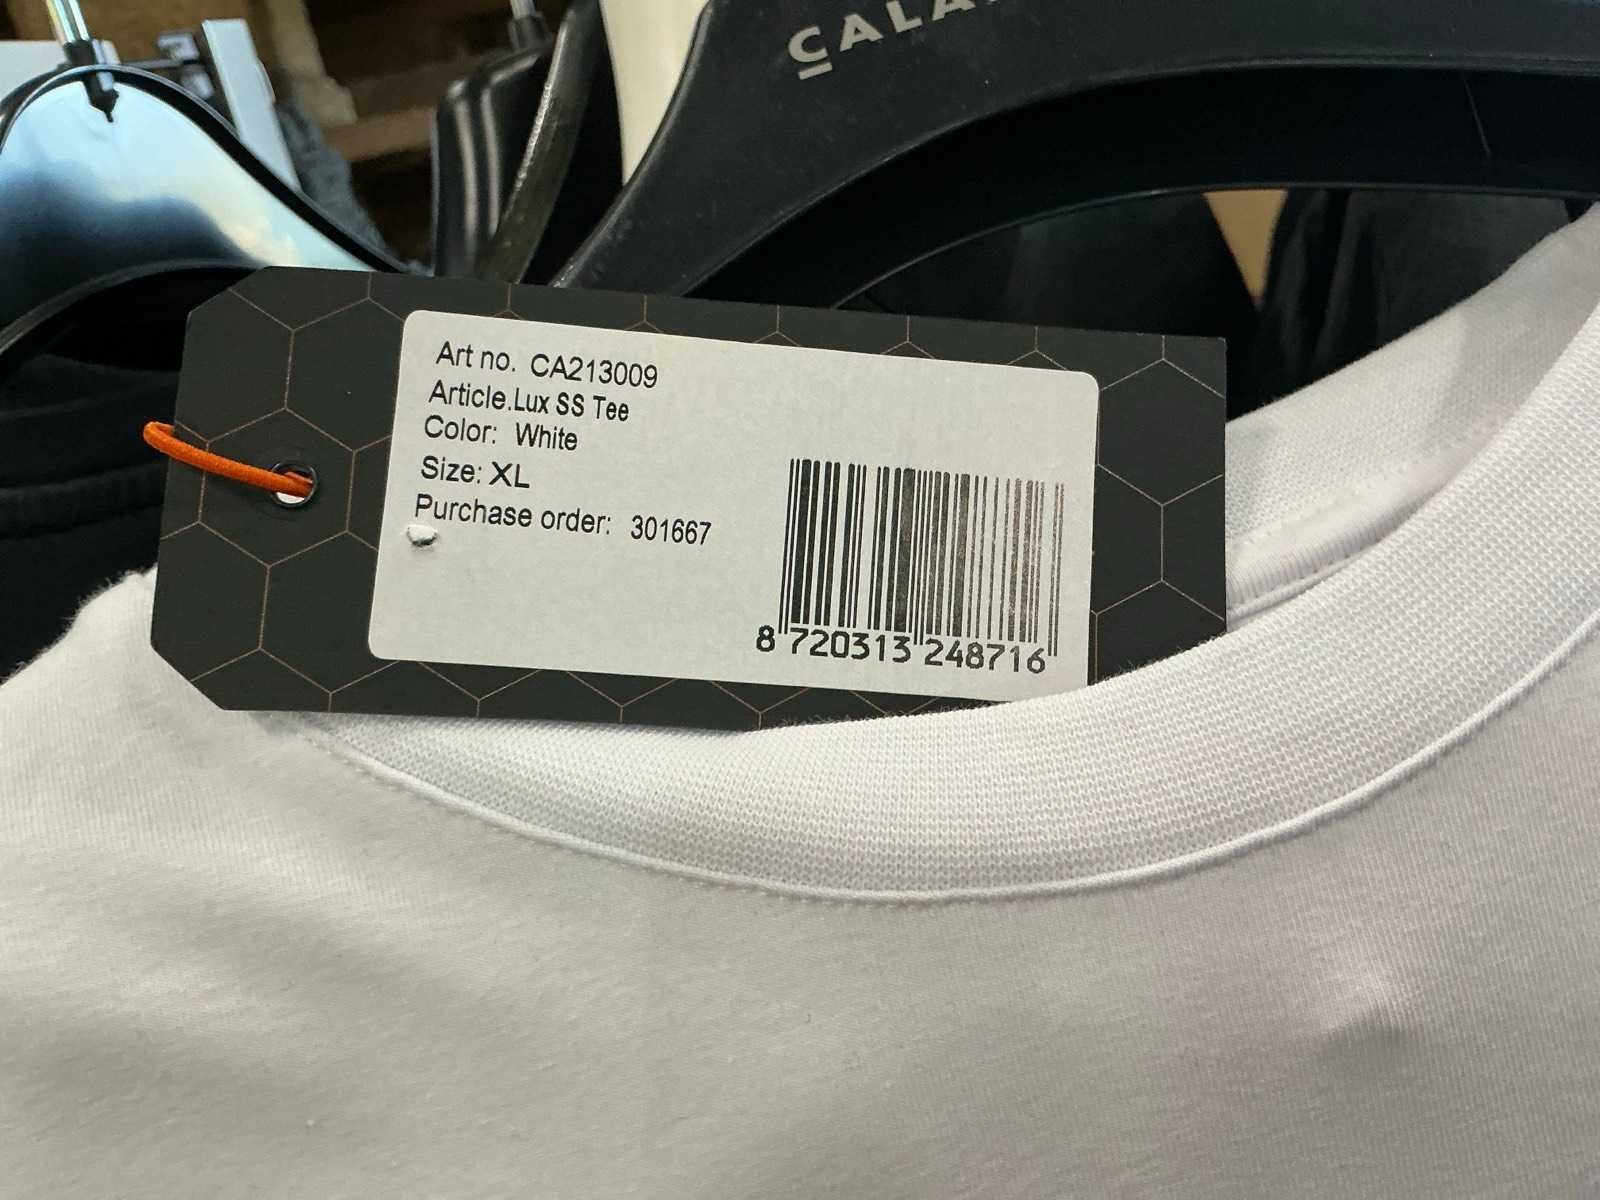 CALA
Art no. CA213009
Article.Lux SS Tee
Color: White
Size: XL
Purchase order: 301667
8 720313 248716